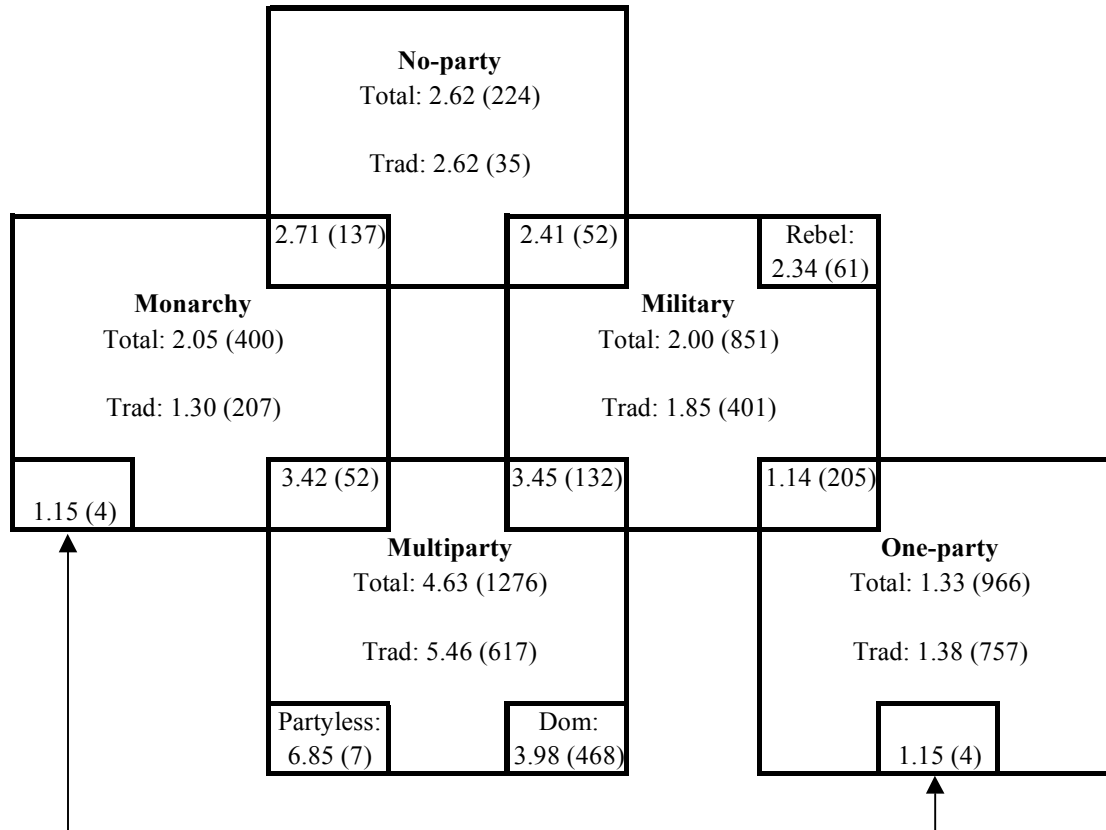 No-party
Total: 2.62 (224)
Trad: 2.62 (35)
2.71 (137)
2.41 (52)
Rebel:
2.34 (61)
Monarchy
Total: 2.05 (400)
Trad: 1.30 (207)
Military
Total: 2.00 (851)
Trad: 1.85 (401)
1.15 (4)
3.42 (52)
3.45 (132)
1.14 (205)
Multiparty
Total: 4.63 (1276)
Trad: 5.46 (617)
One-party
Total: 1.33 (966)
Trad: 1.38 (757)
Partyless:
6.85 (7)
Dom:
3.98 (468)
1.15 (4)